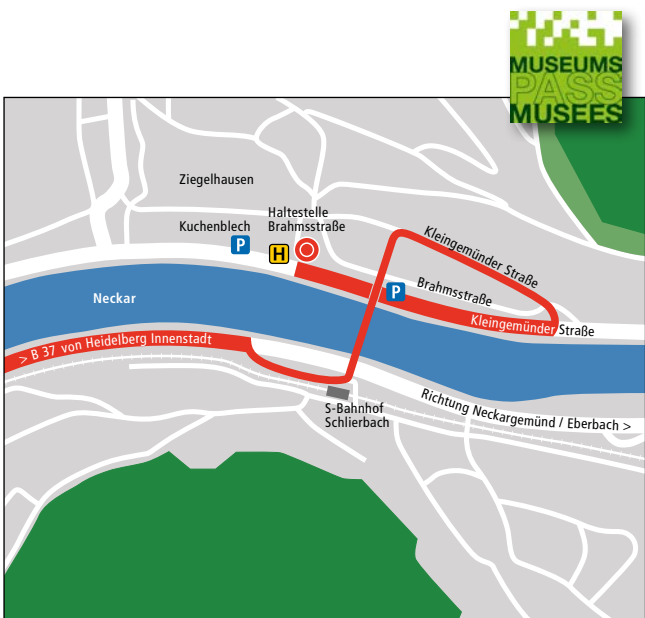 MUSEUMS
PASS
MUSEES
Ziegelhausen
Kuchenblech
P
Haltestelle
Brahmsstraße
H
Kleingemünder Straße
Brahmsstraße
P
Neckar
Kleingemünder Straße
> B 37 von Heidelberg Innenstadt
Richtung Neckargemünd / Eberbach >
S-Bahnhof
Schlierbach